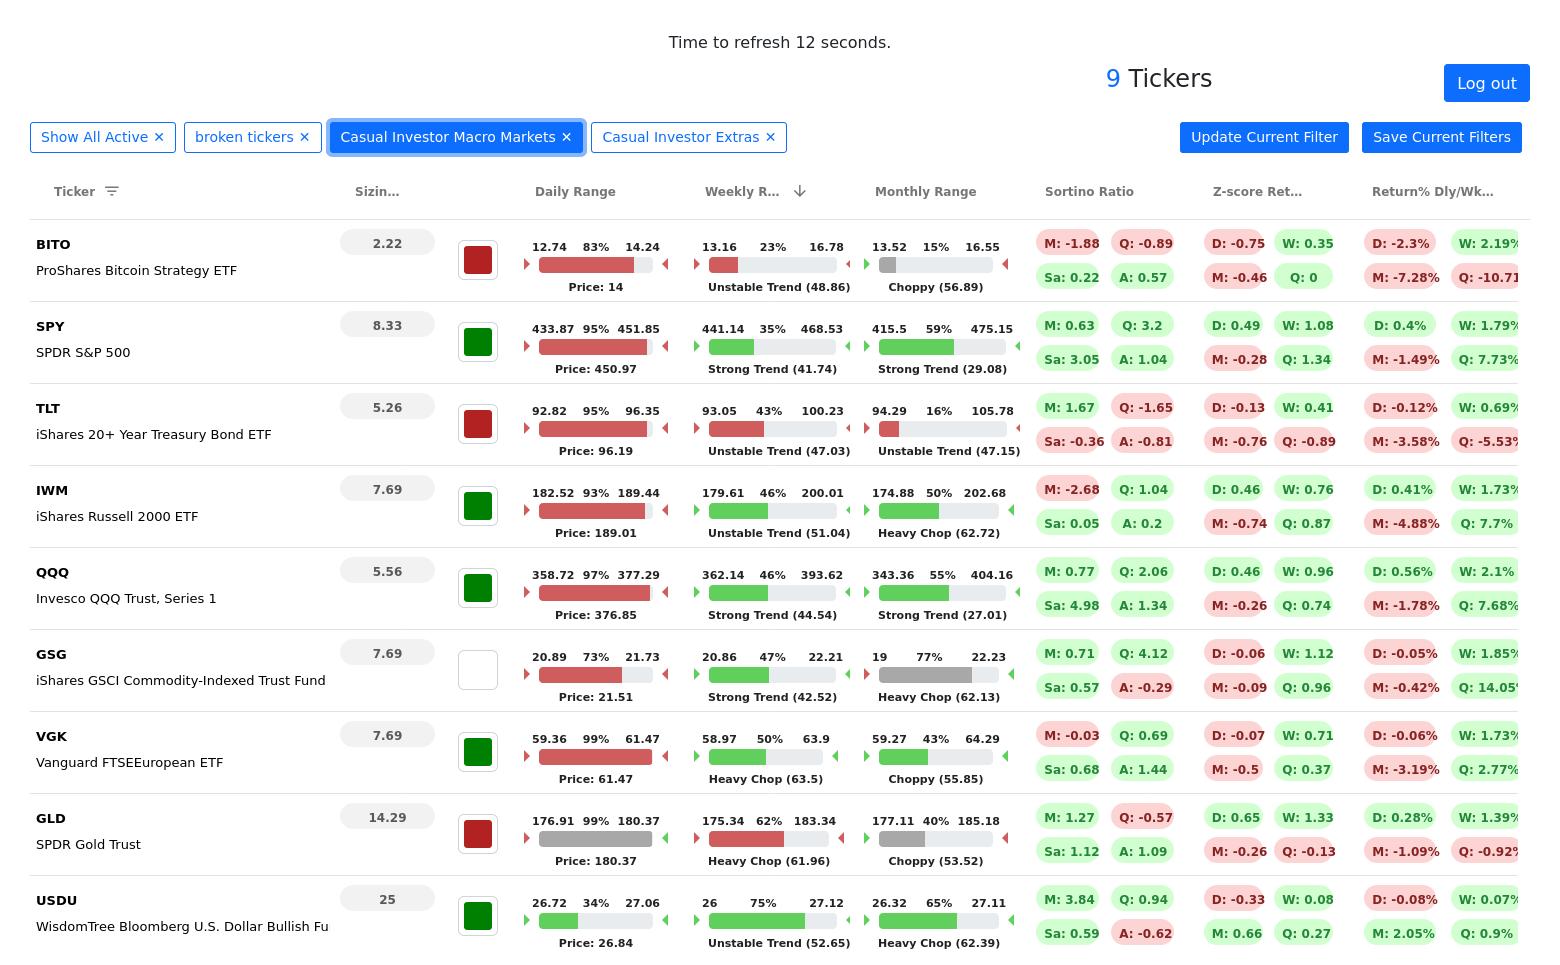 Time to refresh 12 seconds.
9 Tickers
Log out
Show All Active ✕ broken tickers ✕ Casual Investor Macro Markets ✕ Casual Investor Extras ✕ Update Current Filter Save Current Filters
Ticker Sizin... Daily Range Weekly R... Monthly Range Sortino Ratio Z-score Ret... Return% Dly/Wk...
BITO 2.22 12.74 83% 14.24 13.16 23% 16.78 13.52 15% 16.55 M: -1.88 Q: -0.89 D: -0.75 W: 0.35 D: -2.3% W: 2.19%
ProShares Bitcoin Strategy ETF Sa: 0.22 A: 0.57 M: -0.46 Q: 0 M: -7.28% Q: -10.71
Price: 14 Unstable Trend (48.86) Choppy (56.89)
SPY 8.33 433.87 95% 451.85 441.14 35% 468.53 415.5 59% 475.15 M: 0.63 Q: 3.2 D: 0.49 W: 1.08 D: 0.4% W: 1.79%
SPDR S&P 500 Sa: 3.05 A: 1.04 M: -0.28 Q: 1.34 M: -1.49% Q: 7.73%
Price: 450.97 Strong Trend (41.74) Strong Trend (29.08)
TLT 5.26 92.82 95% 96.35 93.05 43% 100.23 94.29 16% 105.78 M: 1.67 Q: -1.65 D: -0.13 W: 0.41 D: -0.12% W: 0.69%
iShares 20+ Year Treasury Bond ETF Sa: -0.36 A: -0.81 M: -0.76 Q: -0.89 M: -3.58% Q: -5.53%
Price: 96.19 Unstable Trend (47.03) Unstable Trend (47.15)
IWM 7.69 182.52 93% 189.44 179.61 46% 200.01 174.88 50% 202.68 M: -2.68 Q: 1.04 D: 0.46 W: 0.76 D: 0.41% W: 1.73%
iShares Russell 2000 ETF Sa: 0.05 A: 0.2 M: -0.74 Q: 0.87 M: -4.88% Q: 7.7%
Price: 189.01 Unstable Trend (51.04) Heavy Chop (62.72)
QQQ 5.56 358.72 97% 377.29 362.14 46% 393.62 343.36 55% 404.16 M: 0.77 Q: 2.06 D: 0.46 W: 0.96 D: 0.56% W: 2.1%
Invesco QQQ Trust, Series 1 Sa: 4.98 A: 1.34 M: -0.26 Q: 0.74 M: -1.78% Q: 7.68%
Price: 376.85 Strong Trend (44.54) Strong Trend (27.01)
GSG 7.69 20.89 73% 21.73 20.86 47% 22.21 19 77% 22.23 M: 0.71 Q: 4.12 D: -0.06 W: 1.12 D: -0.05% W: 1.85%
iShares GSCI Commodity-Indexed Trust Fund Sa: 0.57 A: -0.29 M: -0.09 Q: 0.96 M: -0.42% Q: 14.05%
Price: 21.51 Strong Trend (42.52) Heavy Chop (62.13)
VGK 7.69 59.36 99% 61.47 58.97 50% 63.9 59.27 43% 64.29 M: -0.03 Q: 0.69 D: -0.07 W: 0.71 D: -0.06% W: 1.73%
Vanguard FTSEEuropean ETF Sa: 0.68 A: 1.44 M: -0.5 Q: 0.37 M: -3.19% Q: 2.77%
Price: 61.47 Heavy Chop (63.5) Choppy (55.85)
GLD 14.29 176.91 99% 180.37 175.34 62% 183.34 177.11 40% 185.18 M: 1.27 Q: -0.57 D: 0.65 W: 1.33 D: 0.28% W: 1.39%
SPDR Gold Trust Sa: 1.12 A: 1.09 M: -0.26 Q: -0.13 M: -1.09% Q: -0.92%
Price: 180.37 Heavy Chop (61.96) Choppy (53.52)
USDU 25 26.72 34% 27.06 26 75% 27.12 26.32 65% 27.11 M: 3.84 Q: 0.94 D: -0.33 W: 0.08 D: -0.08% W: 0.07%
WisdomTree Bloomberg U.S. Dollar Bullish Fu Sa: 0.59 A: -0.62 M: 0.66 Q: 0.27 M: 2.05% Q: 0.9%
Price: 26.84 Unstable Trend (52.65) Heavy Chop (62.39)